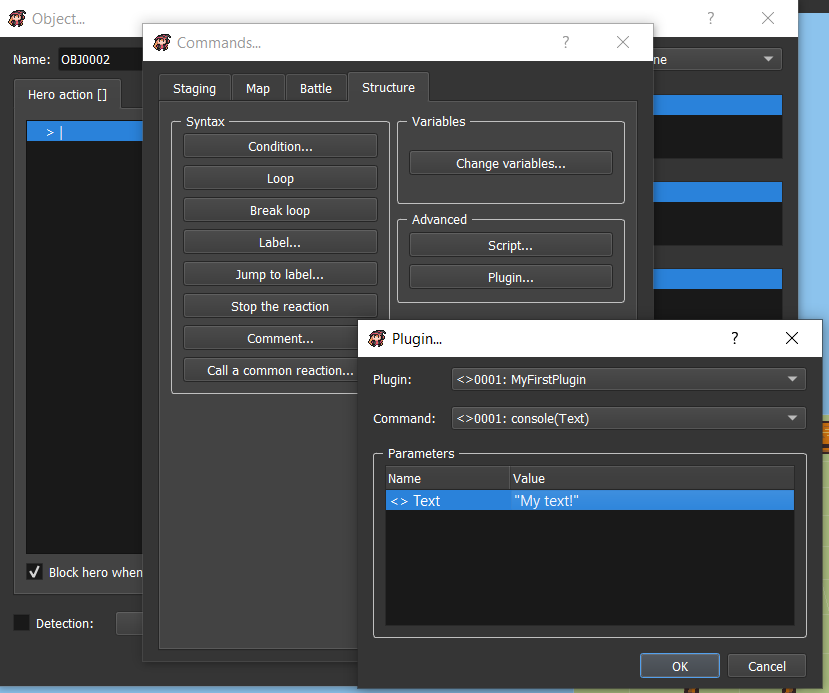 Object...
?
Commands...
?
Name:
OBJ0002
ne
Hero action []
> |
Block hero when
Detection:
Staging
Map
Battle
Structure
Syntax
Condition...
Loop
Break loop
Label...
Jump to label...
Stop the reaction
Comment...
Call a common reaction...
Variables
Change variables...
Advanced
Script...
Plugin...
Plugin...
?
Plugin:
<>0001: MyFirstPlugin
Command:
<>0001: console(Text)
Parameters
Name Value
<> Text "My text!"
OK
Cancel